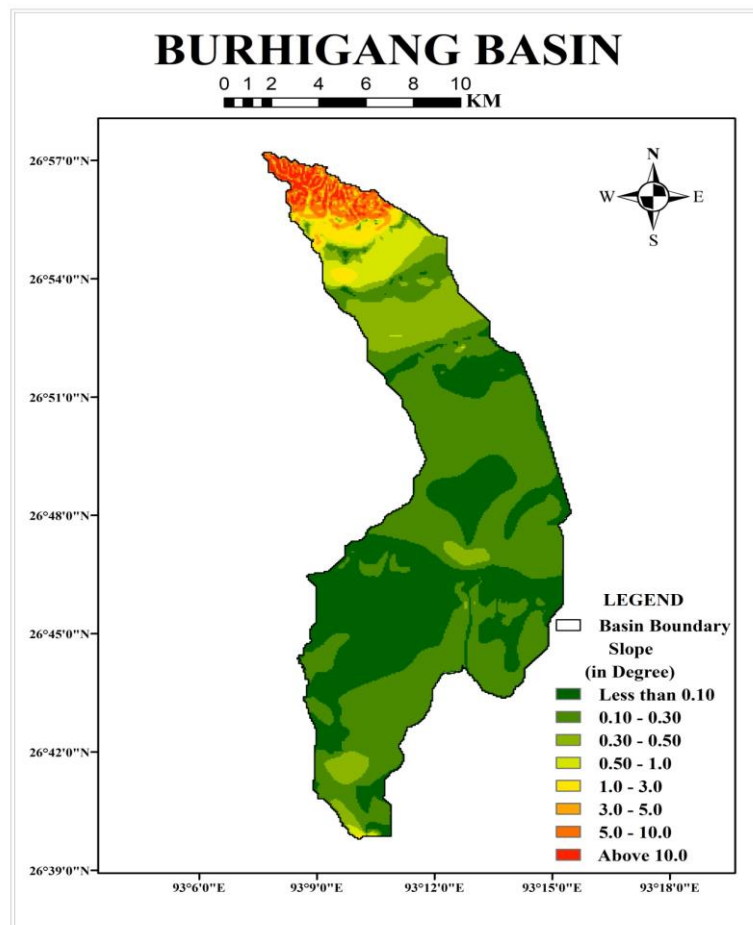 BURHIGANG BASIN
0 1 2 4 6 8 10
KM
N
W E
S
26°57'0"N
26°54'0"N
26°51'0"N
26°48'0"N
26°45'0"N
26°42'0"N
26°39'0"N
93°6'0"E 93°9'0"E 93°12'0"E 93°15'0"E 93°18'0"E
LEGEND
Basin Boundary
Slope
(in Degree)
Less than 0.10
0.10 - 0.30
0.30 - 0.50
0.50 - 1.0
1.0 - 3.0
3.0 - 5.0
5.0 - 10.0
Above 10.0